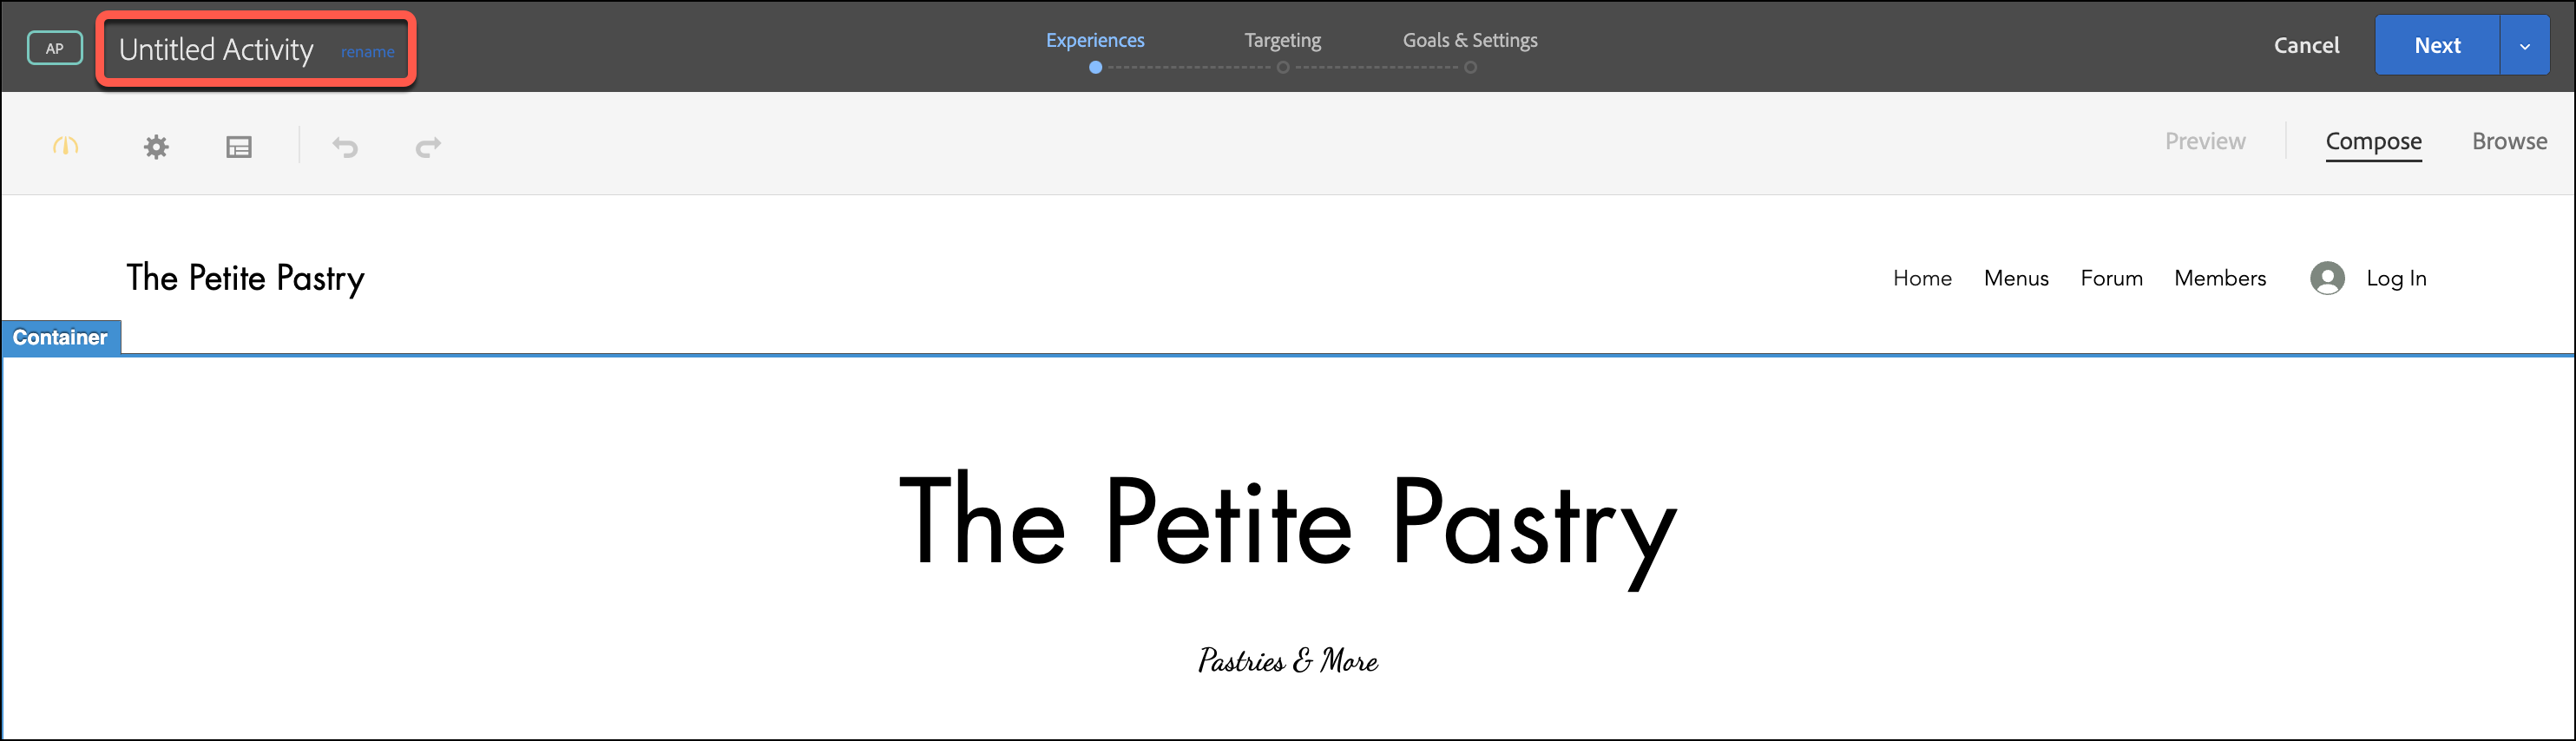 AP Untitled Activity rename Experiences Targeting Goals & Settings Cancel Next
Preview Compose Browse
The Petite Pastry Home Menus Forum Members Log In
Container
The Petite Pastry
Pastries & More